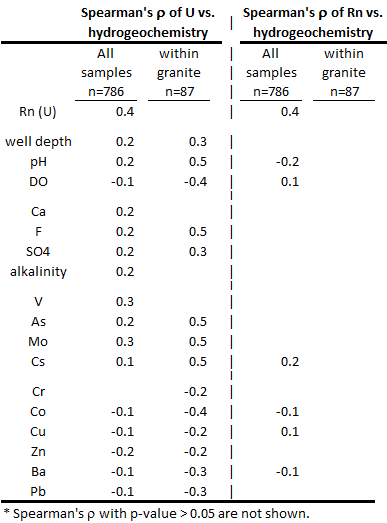 Spearman's ρ of U vs. hydrogeochemistry | Spearman's ρ of Rn vs. hydrogeochemistry
All samples n=786 within granite n=87 | All samples n=786 within granite n=87
Rn (U) 0.4 | 0.4
well depth 0.2 0.3 |
pH 0.2 0.5 | -0.2
DO -0.1 -0.4 | 0.1
Ca 0.2 |
F 0.2 0.5 |
SO4 0.2 0.3 |
alkalinity 0.2 |
V 0.3 |
As 0.2 0.5 |
Mo 0.3 0.5 |
Cs 0.1 0.5 | 0.2
Cr -0.2 |
Co -0.1 -0.4 | -0.1
Cu -0.1 -0.2 | 0.1
Zn -0.2 -0.2 |
Ba -0.1 -0.3 | -0.1
Pb -0.1 -0.3 |
* Spearman's ρ with p-value > 0.05 are not shown.